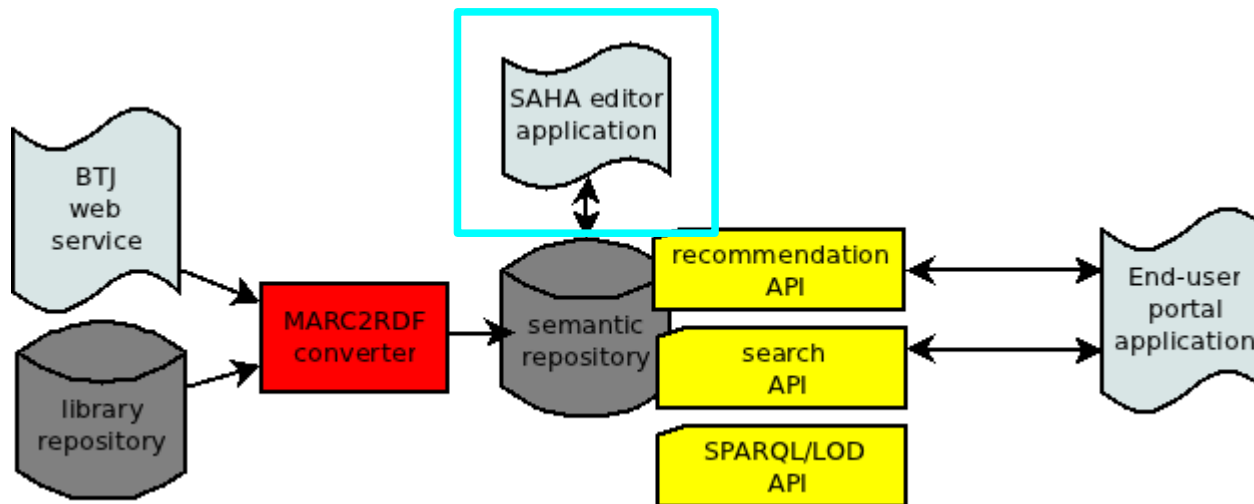 SAHA editor
application
BTJ
web
service
recommendation
API
End-user
portal
application
MARC2RDF
converter
semantic
repository
search
API
library
repository
SPARQL/LOD
API